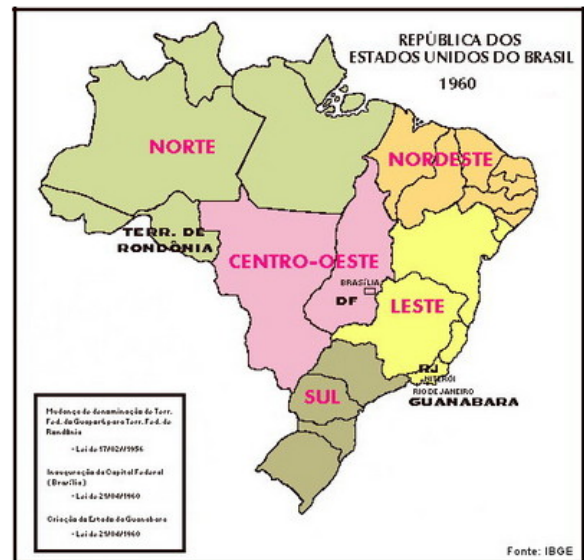 REPÚBLICA DOS
ESTADOS UNIDOS DO BRASIL
1960
NORTE
NORDESTE
TERR. DE
RONDÔNIA
CENTRO-OESTE
BRASÍLIA
DF
LESTE
RJ
NITERÓI
RIO DE JANEIRO
GUANABARA
SUL
Mudança de denominação do Terr.
Fed. do Guaporé para Terr. Fed. de
Rondônia
- Lei de 17/02/1956
Inauguração da Capital Federal
(Brasília)
- Lei de 21/04/1960
Criação do Estado da Guanabara
- Lei de 21/04/1960
Fonte: IBGE